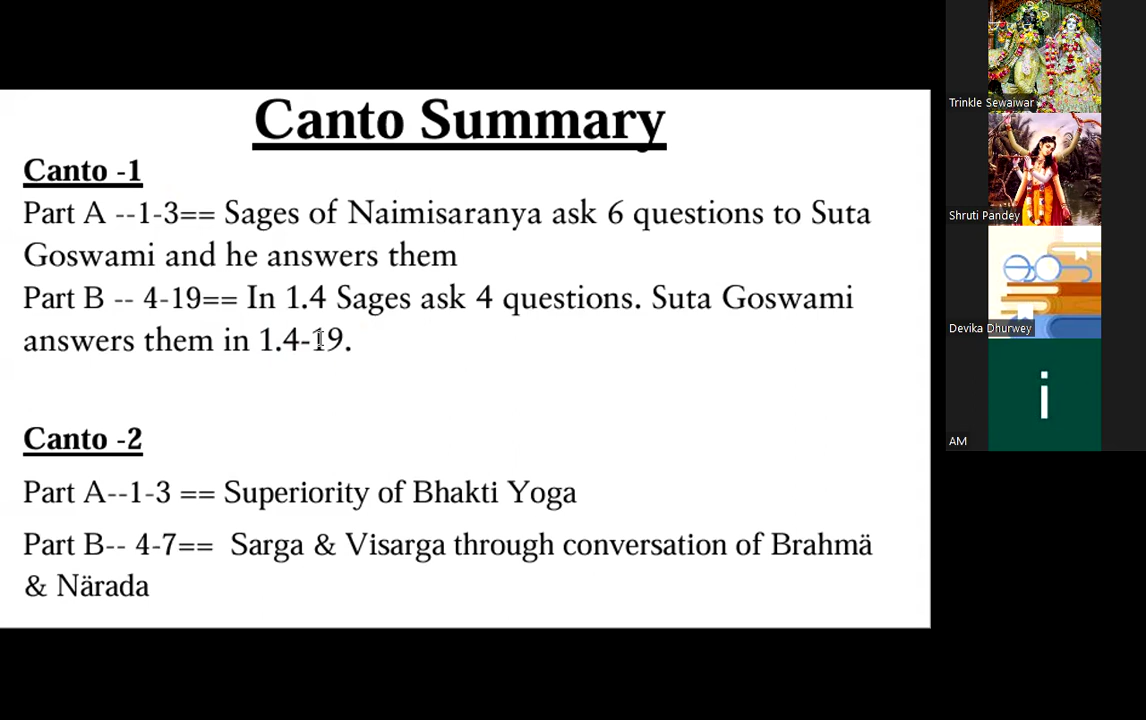 Canto Summary
Canto -1
Part A --1-3== Sages of Naimisaranya ask 6 questions to Suta
Goswami and he answers them
Part B -- 4-19== In 1.4 Sages ask 4 questions. Suta Goswami
answers them in 1.4-19.
Canto -2
Part A--1-3 == Superiority of Bhakti Yoga
Part B-- 4-7== Sarga & Visarga through conversation of Brahmä
& Närada
Trinkle Sewaiwar
Shruti Pandey
Devika Dhurwey
i
AM